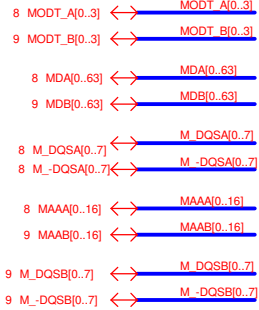 8 MODT_A[0..3] MODT_A[0..3]
9 MODT_B[0..3] MODT_B[0..3]
8 MDA[0..63] MDA[0..63]
9 MDB[0..63] MDB[0..63]
8 M_DQSA[0..7] M_DQSA[0..7]
8 M_-DQSA[0..7] M_-DQSA[0..7]
8 MAAA[0..16] MAAA[0..16]
9 MAAB[0..16] MAAB[0..16]
9 M_DQSB[0..7] M_DQSB[0..7]
9 M_-DQSB[0..7] M_-DQSB[0..7]